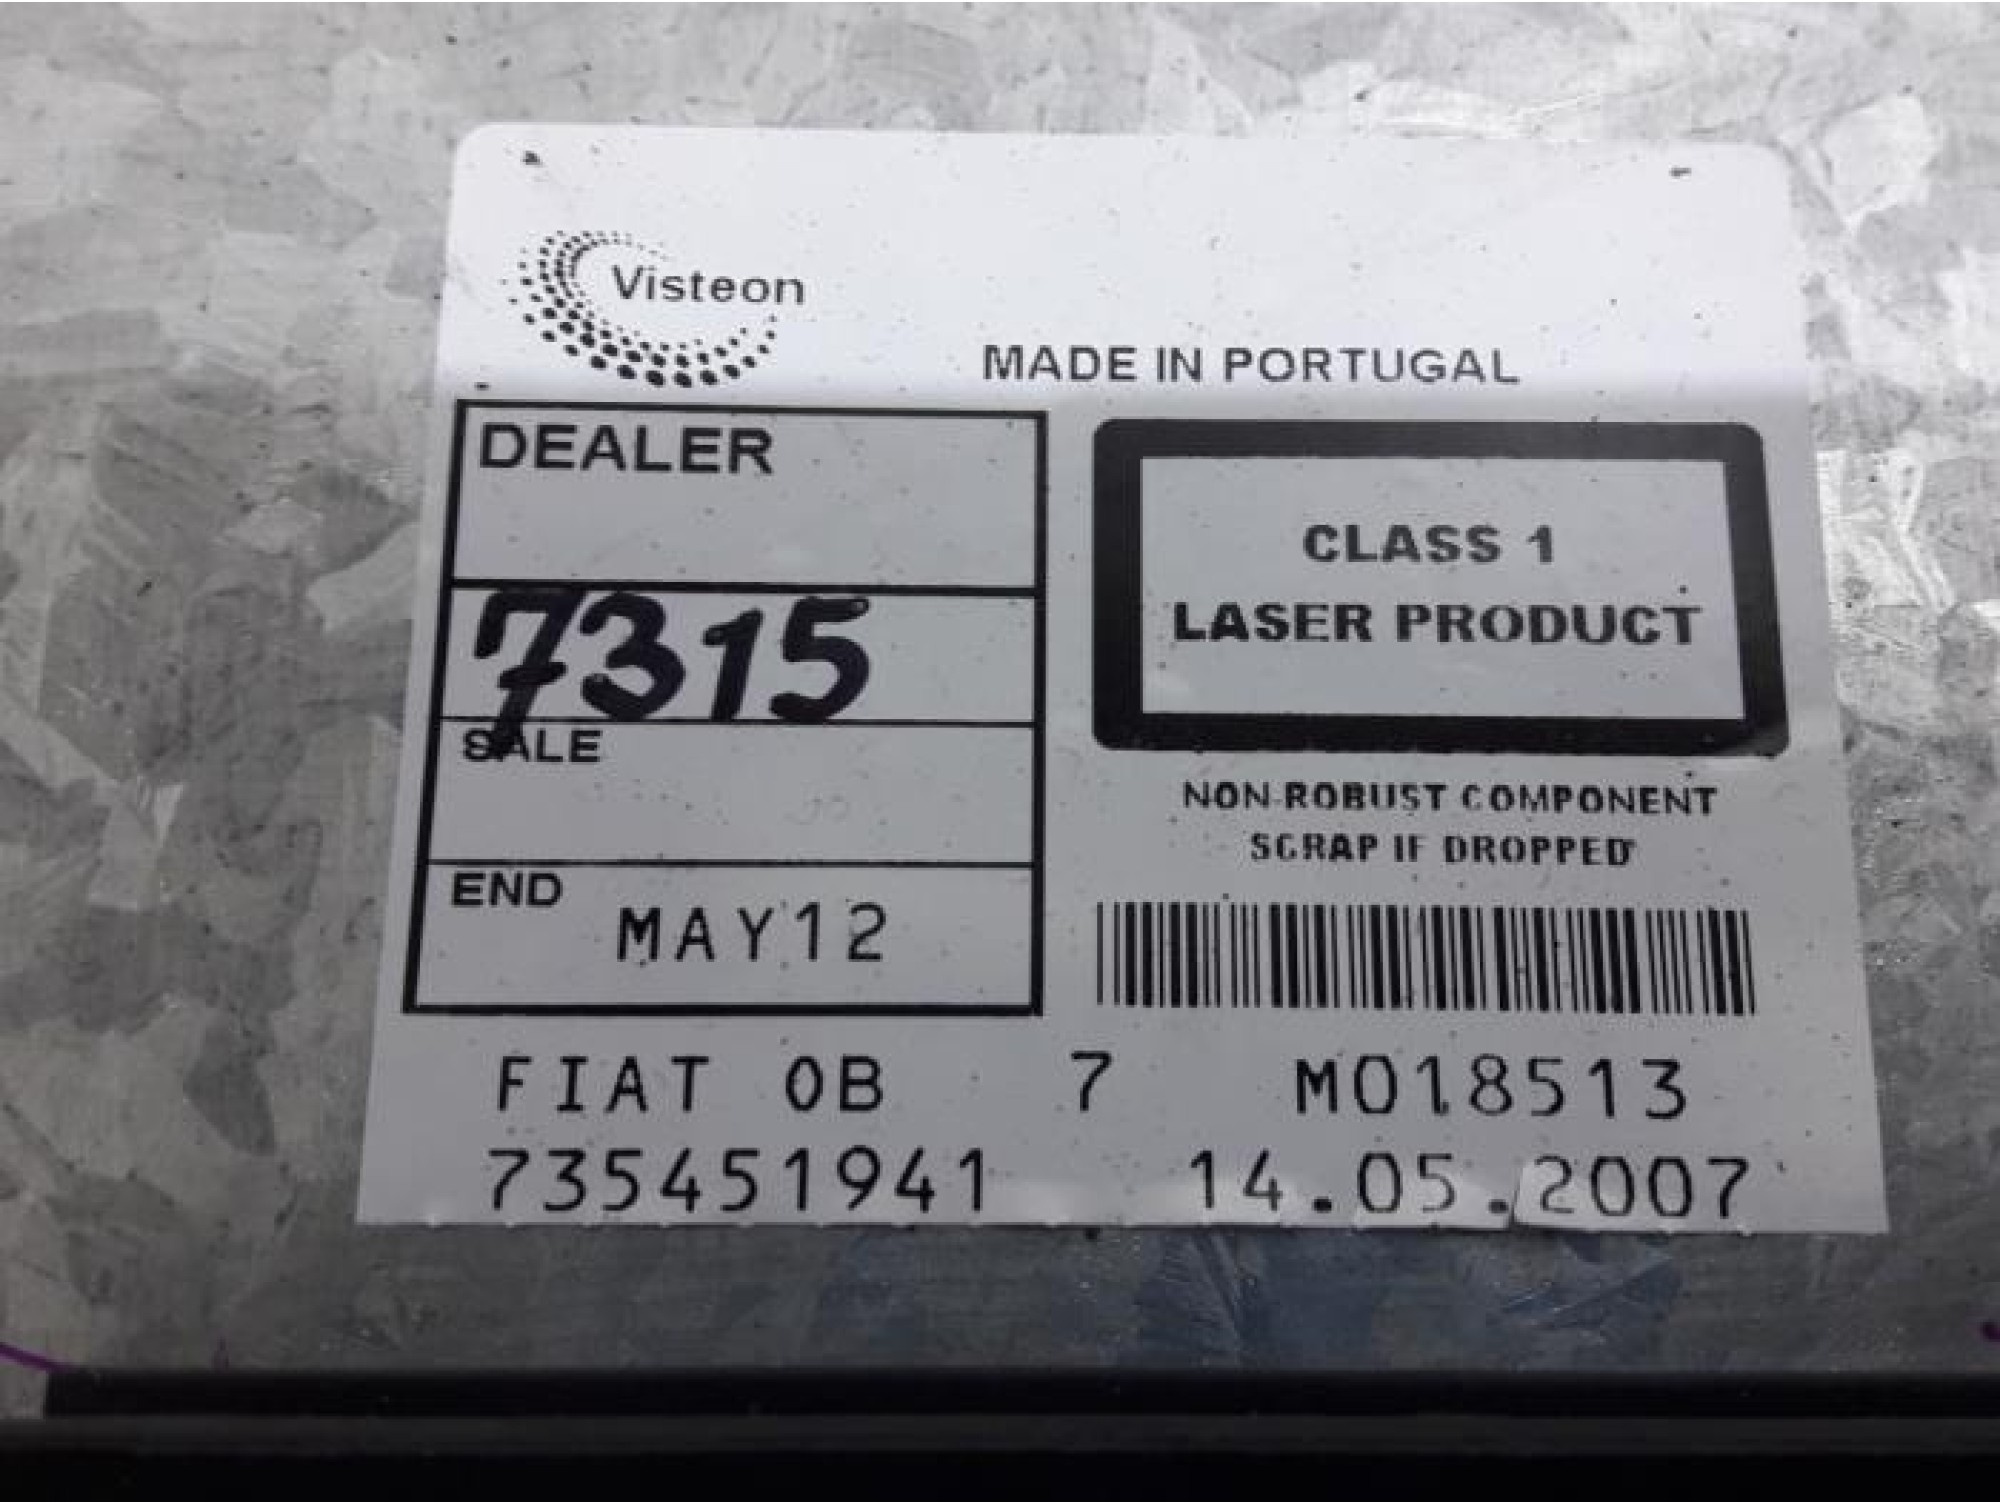 Visteon
MADE IN PORTUGAL
DEALER
7315
SALE
END
MAY12
CLASS 1
LASER PRODUCT
NON-ROBUST COMPONENT
SCRAP IF DROPPED
FIAT 0B 7 M018513
735451941 14.05.2007